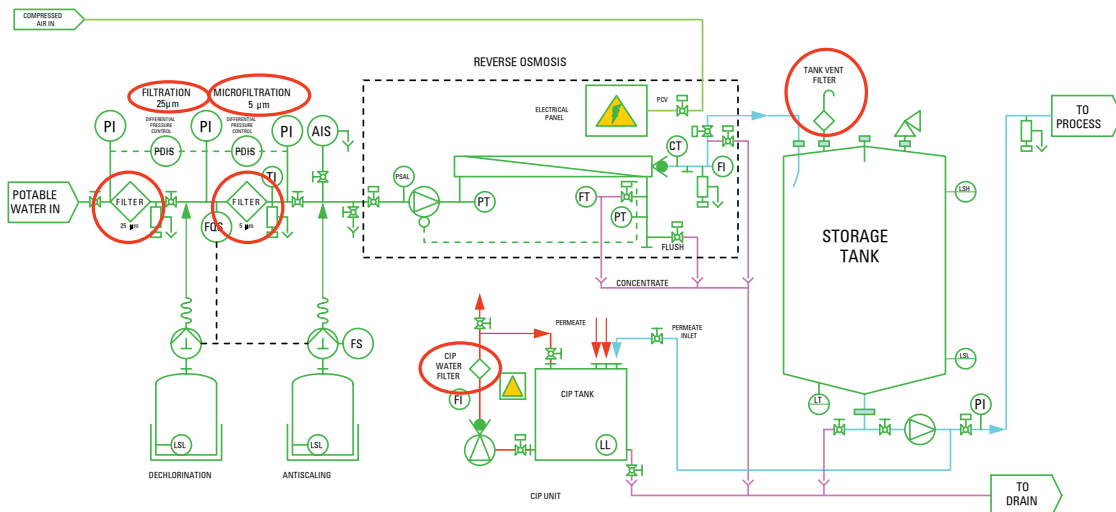 COMPRESSED
AIR IN
REVERSE OSMOSIS
TANK VENT
FILTER
FILTRATION
25µm
MICROFILTRATION
5 µm
ELECTRICAL
PANEL
PCV
TO
PROCESS
PI
DIFFERENTIAL
PRESSURE
CONTROL
PI
DIFFERENTIAL
PRESSURE
CONTROL
PI
AIS
PDIS
PDIS
CT
FI
POTABLE
WATER IN
FILTER
25 µm
TI
FILTER
5 µm
FQS
PSAL
PT
FT
PT
FLUSH
LSH
STORAGE
TANK
CONCENTRATE
PERMEATE
PERMEATE
INLET
FS
CIP
WATER
FILTER
FI
CIP TANK
LSL
LT
PI
LSL
LSL
LL
DECHLORINATION
ANTISCALING
CIP UNIT
TO
DRAIN